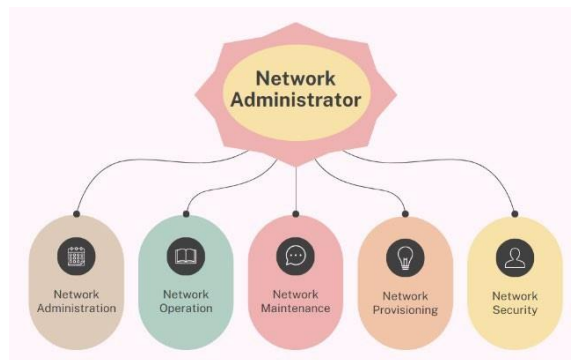 Network
Administrator
Network
Administration
Network
Operation
Network
Maintenance
Network
Provisioning
Network
Security